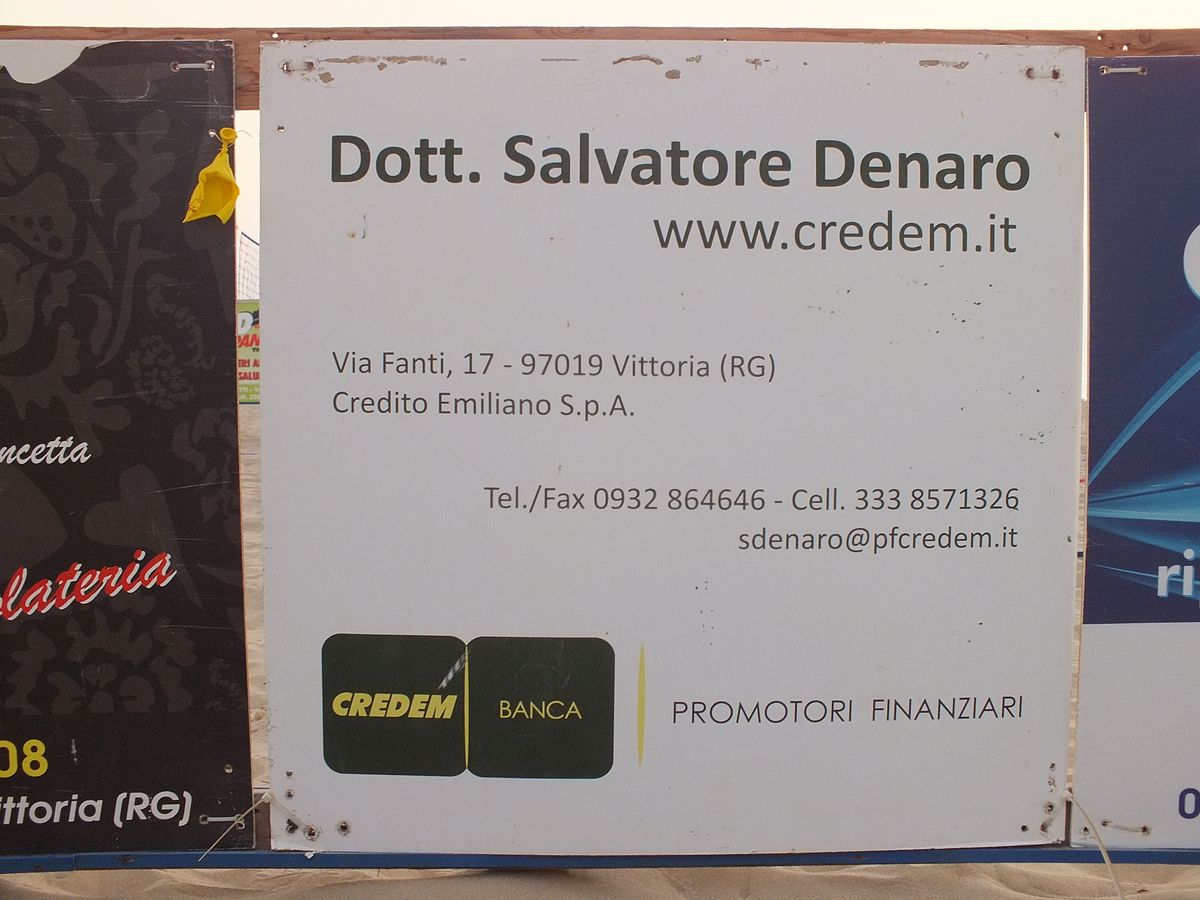 Dott. Salvatore Denaro
www.credem.it
Via Fanti, 17 - 97019 Vittoria (RG)
Credito Emiliano S.p.A.
Tel./Fax 0932 864646 - Cell. 333 8571326
sdenaro@pfcredem.it
CREDEM BANCA PROMOTORI FINANZIARI
ncetta
lateria
08
ittoria (RG)
ri
0